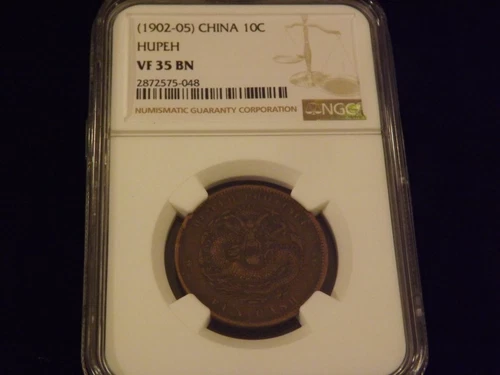 (1902-05) CHINA 10C
HUPEH
VF 35 BN
2872575-048
NUMISMATIC GUARANTY CORPORATION
NGC